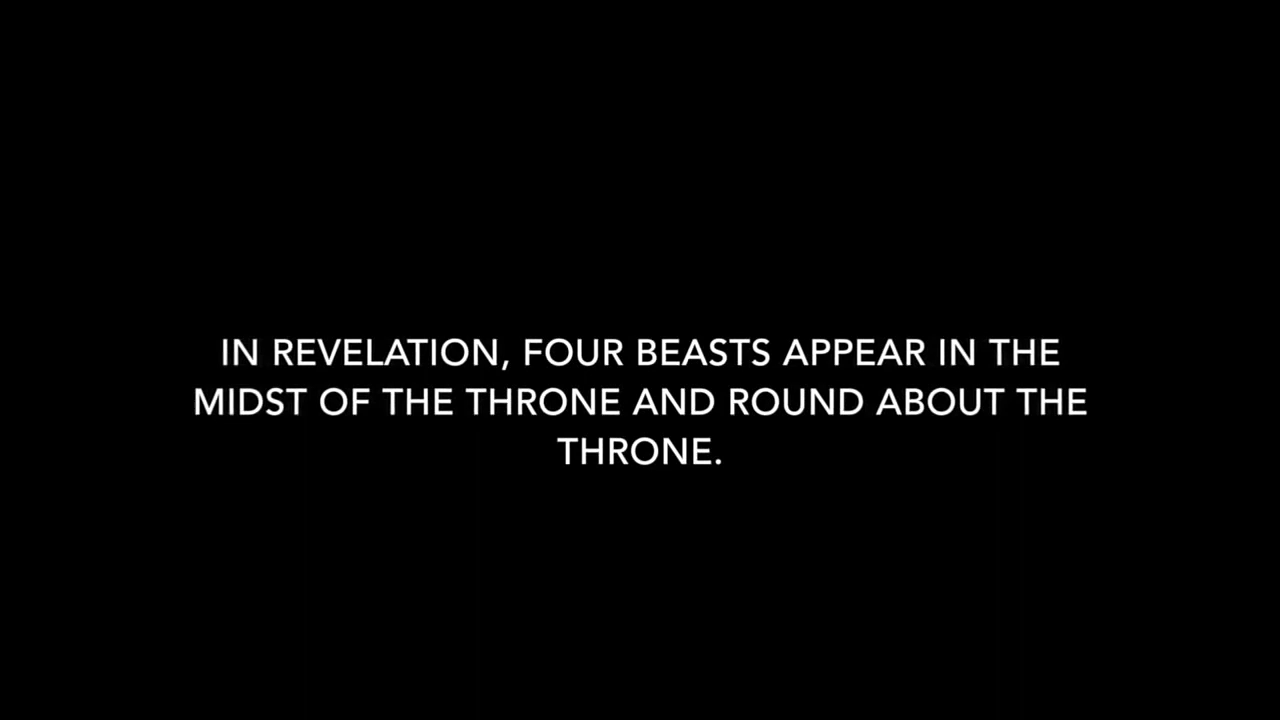 IN REVELATION, FOUR BEASTS APPEAR IN THE
MIDST OF THE THRONE AND ROUND ABOUT THE
THRONE.